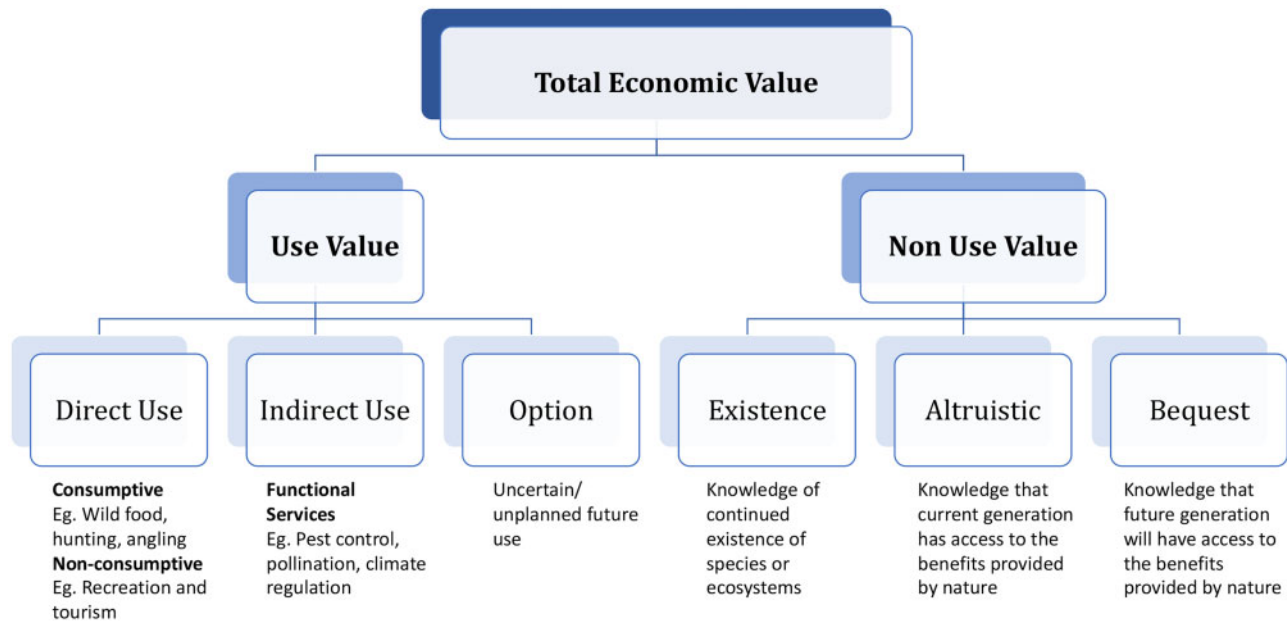 Total Economic Value
Use Value
Non Use Value
Direct Use
Indirect Use
Option
Existence
Altruistic
Bequest
Consumptive
Eg. Wild food,
hunting, angling
Non-consumptive
Eg. Recreation and
tourism
Functional
Services
Eg. Pest control,
pollination, climate
regulation
Uncertain/
unplanned future
use
Knowledge of
continued
existence of
species or
ecosystems
Knowledge that
current generation
has access to the
benefits provided
by nature
Knowledge that
future generation
will have access to
the benefits
provided by nature